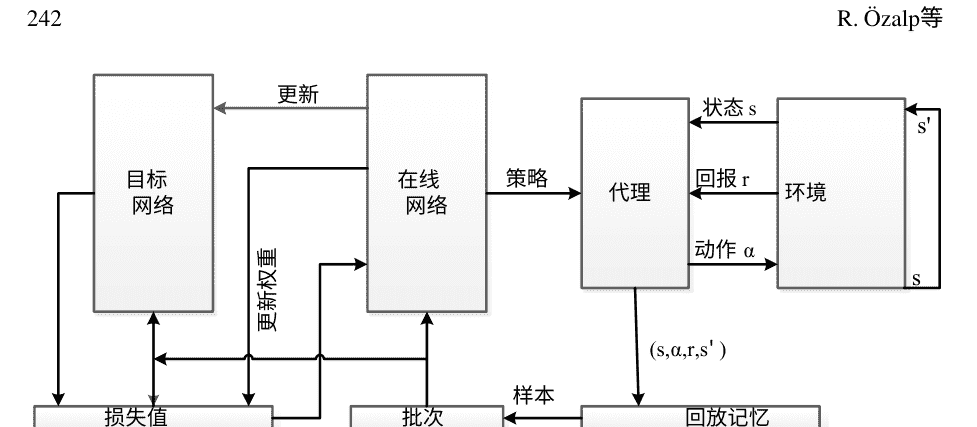 242
R. Özalp等
更新
状态 s
s'
目标
网络
在线
网络
策略
代理
回报 r
环境
动作 α
s
更新权重
(s,α,r,s' )
样本
损失值
批次
回放记忆